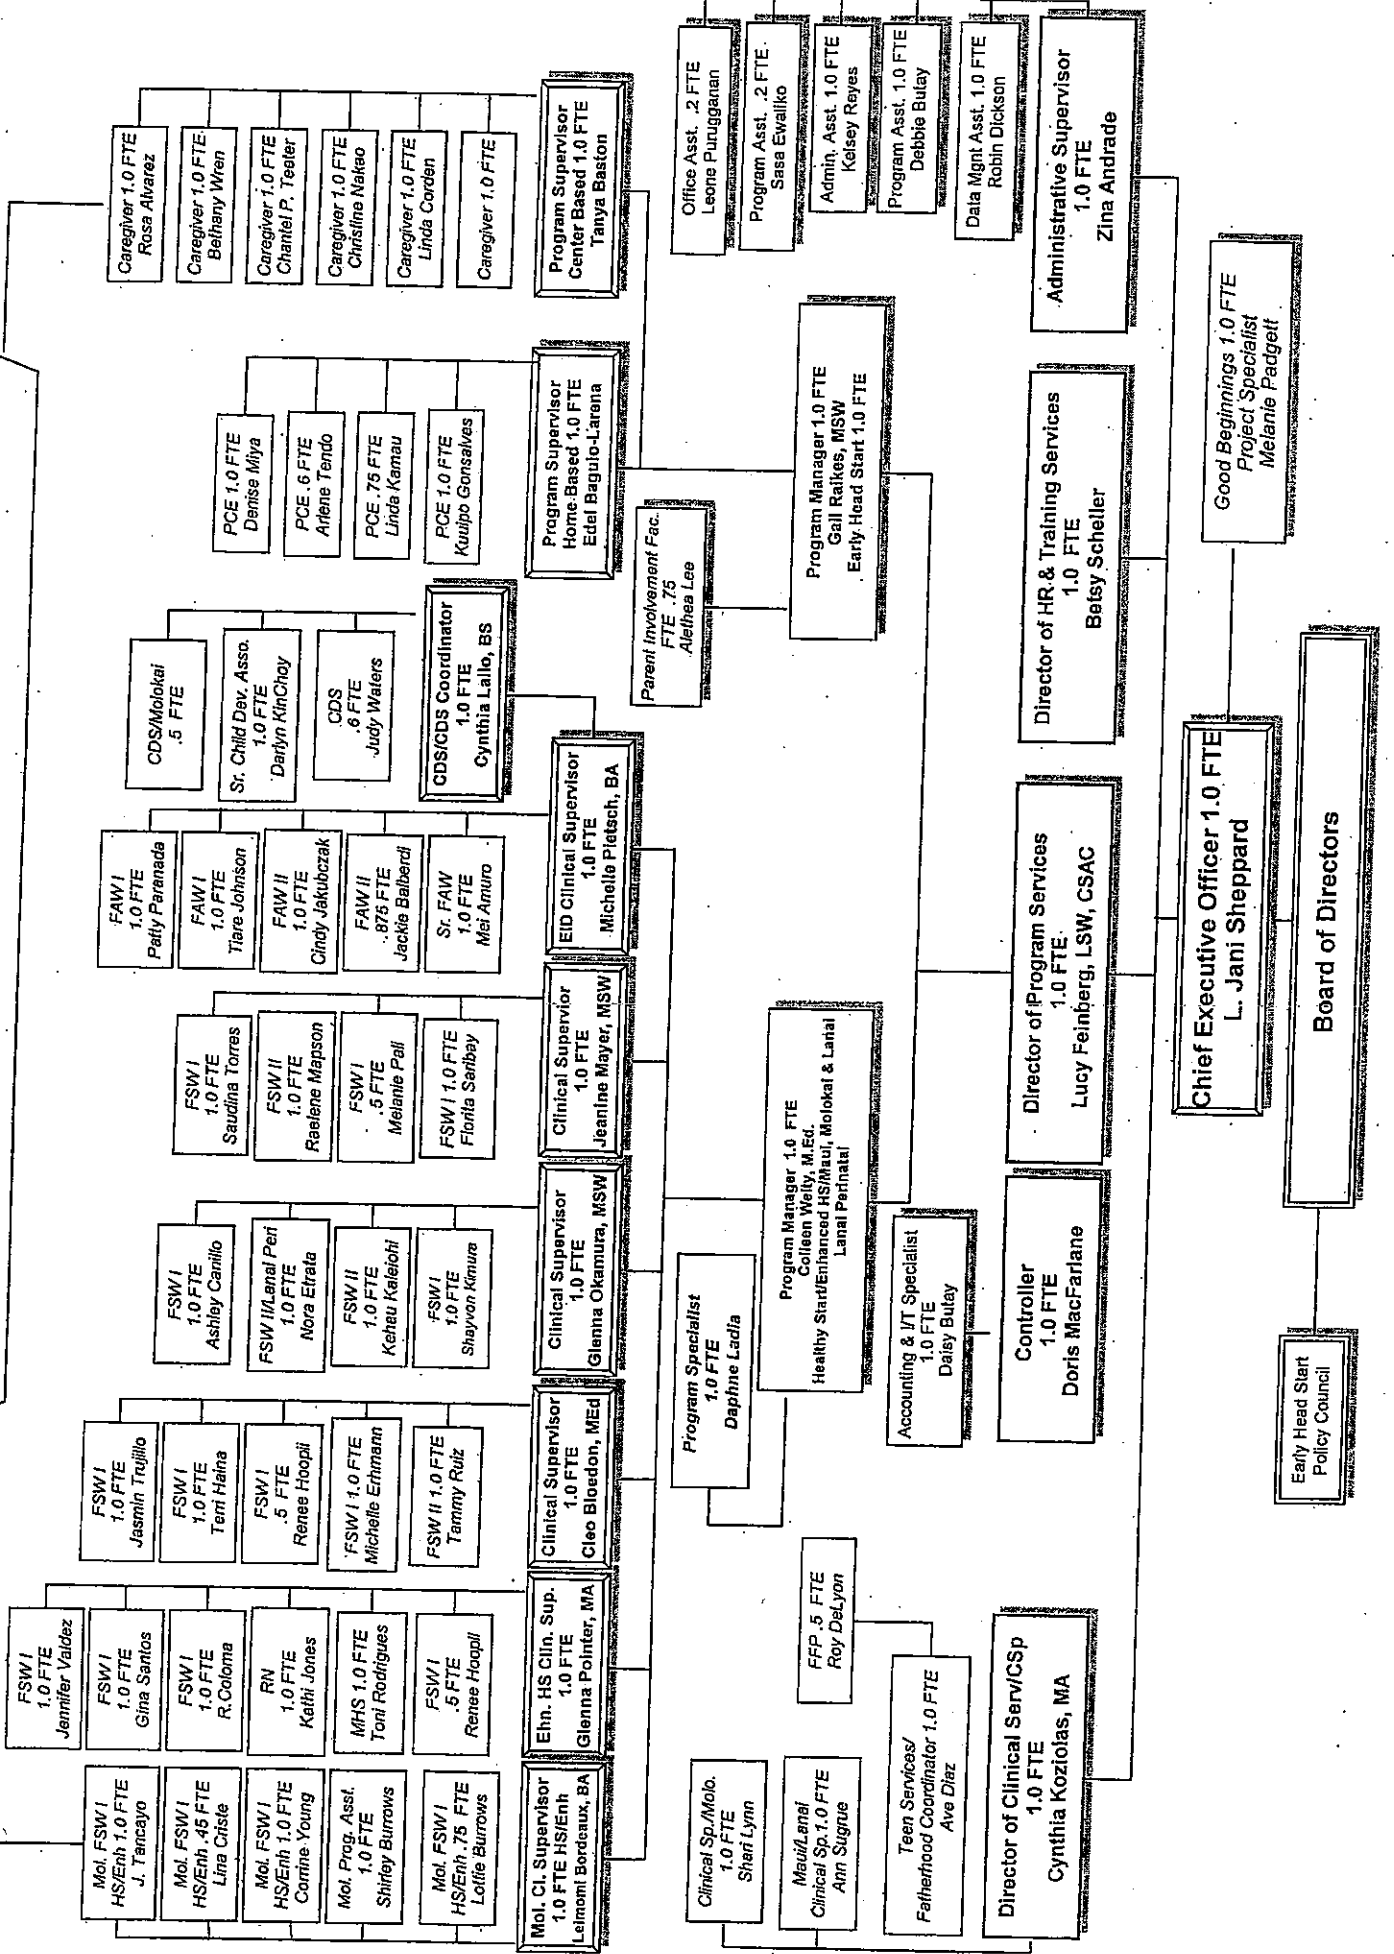 Board of Directors
Early Head Start
Policy Council
Chief Executive Officer 1.0 FTE
L. Jani Sheppard
Good Beginnings 1.0 FTE
Project Specialist
Melanie Padgett
Director of Clinical Serv/CSp
1.0 FTE
Cynthia Koziolas, MA
Controller
1.0 FTE
Doris MacFarlane
Director of Program Services
1.0 FTE
Lucy Feinberg, LSW, CSAC
Director of HR & Training Services
1.0 FTE
Betsy Scheller
Administrative Supervisor
1.0 FTE
Zina Andrade
Clinical Sp./Molo.
1.0 FTE
Shari Lynn
Maui/Lanai
Clinical Sp.1.0 FTE
Ann Sugrue
Teen Services/
Fatherhood Coordinator 1.0 FTE
Ave Diaz
FFP .5 FTE
Roy DeLyon
Accounting & I/T Specialist
1.0 FTE
Daisy Butay
Program Specialist
1.0 FTE
Daphne Ladia
Program Manager 1.0 FTE
Colleen Welty, M.Ed.
Healthy Start/Enhanced HS/Maui, Molokai & Lanai
Lanai Perinatal
Program Manager 1.0 FTE
Gail Raikes, MSW
Early Head Start 1.0 FTE
Parent Involvement Fac.
FTE .75
Alethea Lee
Office Asst. .2 FTE
Leone Purugganan
Program Asst. .2 FTE
Sasa Ewaliko
Admin. Asst. 1.0 FTE
Kelsey Reyes
Program Asst. 1.0 FTE
Debbie Butay
Data Mgnt Asst. 1.0 FTE
Robin Dickson
Mol. Cl. Supervisor
1.0 FTE HS/Enh
Leimomi Bordeaux, BA
Ehn. HS Clin. Sup.
1.0 FTE
Glenna Pointer, MA
Clinical Supervisor
1.0 FTE
Cleo Bloedon, MEd
Clinical Supervisor
1.0 FTE
Glenna Okamura, MSW
Clinical Supervior
1.0 FTE
Jeanine Mayer, MSW
EID Clinical Supervisor
1.0 FTE
Michelle Pietsch, BA
CDS/CDS Coordinator
1.0 FTE
Cynthia Lallo, BS
Program Supervisor
Home-Based 1.0 FTE
Edel Baguio-Larena
Program Supervisor
Center Based 1.0 FTE
Tanya Baston
Mol. FSW I
HS/Enh 1.0 FTE
J. Tancayo
Mol. FSW I
HS/Enh .45 FTE
Lina Criste
Mol. FSW I
HS/Enh 1.0 FTE
Corrine Young
Mol. Prog. Asst.
1.0 FTE
Shirley Burrows
Mol. FSW I
HS/Enh .75 FTE
Lottie Burrows
FSW I
1.0 FTE
Jennifer Valdez
FSW I
1.0 FTE
Gina Santos
FSW I
1.0 FTE
R.Coloma
RN
1.0 FTE
Kathi Jones
MHS 1.0 FTE
Toni Rodrigues
FSW I
.5 FTE
Renee Hoopii
FSW I
1.0 FTE
Jasmin Trujillo
FSW I
1.0 FTE
Terri Haina
FSW I
.5 FTE
Renee Hoopii
FSW I 1.0 FTE
Michelle Erhmann
FSW II 1.0 FTE
Tammy Ruiz
FSW I
1.0 FTE
Ashley Carillo
FSW II/Lanai Peri
1.0 FTE
Nora Etrata
FSW II
1.0 FTE
Keheu Kaleiohi
FSW I
1.0 FTE
Shayvon Kimura
FSW I
1.0 FTE
Saudina Torres
FSW II
1.0 FTE
Raelene Mapson
FSW I
.5 FTE
Melanie Pali
FSW I 1.0 FTE
Florita Saribay
FAW I
1.0 FTE
Patty Paranada
FAW I
1.0 FTE
Tiare Johnson
FAW II
1.0 FTE
Cindy Jakubczak
FAW II
.875 FTE
Jackie Balberdi
Sr. FAW
1.0 FTE
Mei Amuro
CDS/Molokai
.5 FTE
Sr. Child Dev. Asso.
1.0 FTE
Darlyn KinChoy
CDS
.6 FTE
Judy Waters
PCE 1.0 FTE
Denise Miya
PCE .6 FTE
Arlene Tendo
PCE .75 FTE
Linda Kamau
PCE 1.0 FTE
Kuuipo Gonsalves
Caregiver 1.0 FTE
Rosa Alvarez
Caregiver 1.0 FTE
Bethany Wren
Caregiver 1.0 FTE
Chantel P. Teeter
Caregiver 1.0 FTE
Christine Nakao
Caregiver 1.0 FTE
Linda Corden
Caregiver 1.0 FTE